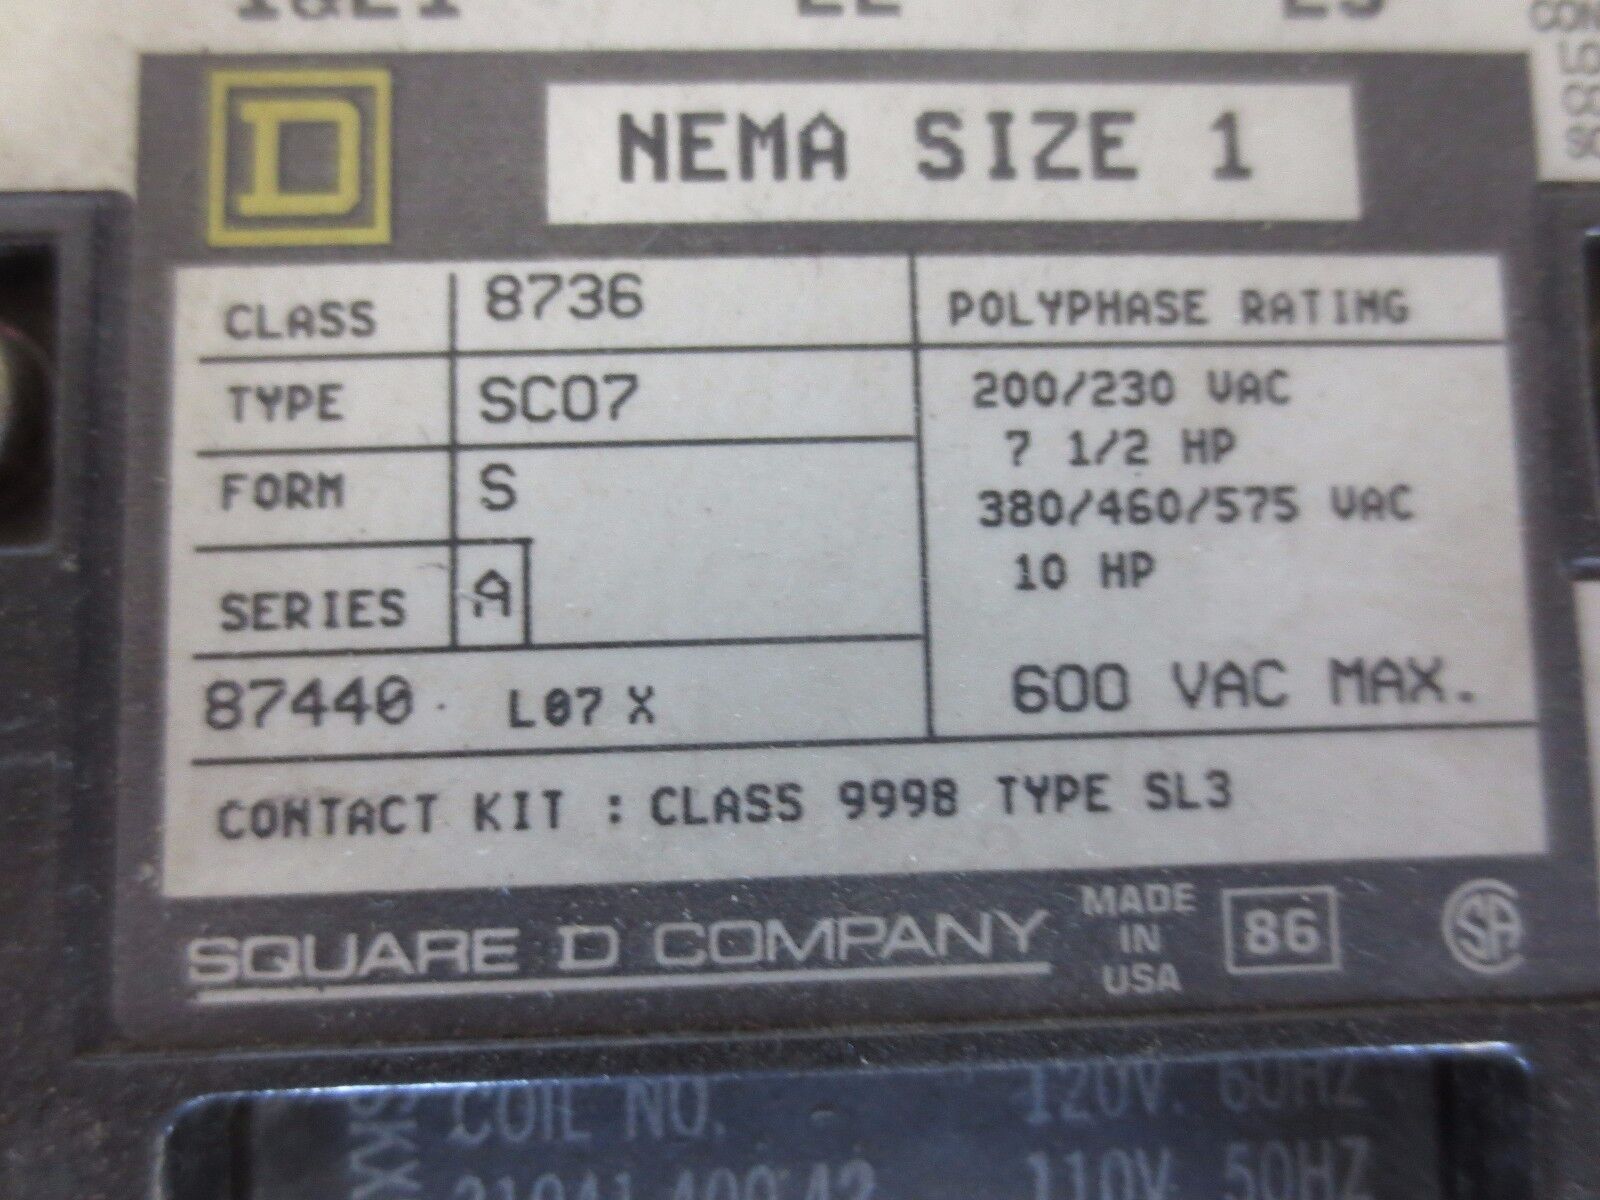 D
NEMA SIZE 1
CLASS 8736
TYPE SCO7
FORM S
SERIES A
87440 L07 X
POLYPHASE RATING
200/230 VAC
7 1/2 HP
380/460/575 VAC
10 HP
600 VAC MAX.
CONTACT KIT : CLASS 9998 TYPE SL3
SQUARE D COMPANY
MADE
IN
USA
86
SA
COIL NO. 120V. 60HZ
110V 50HZ